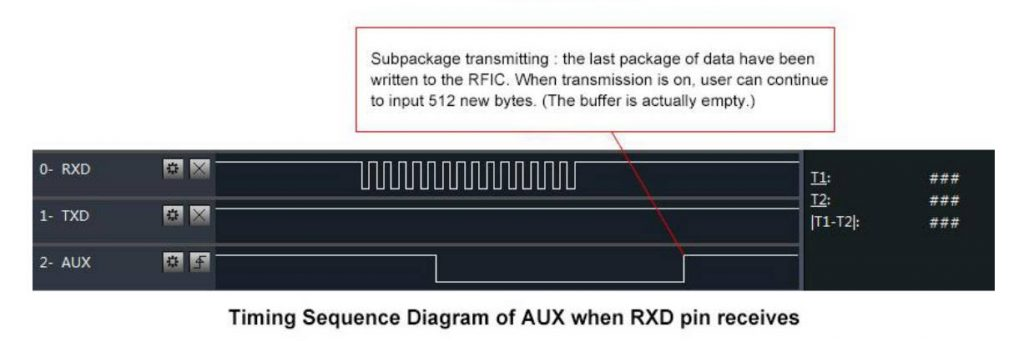 Subpackage transmitting : the last package of data have been
written to the RFIC. When transmission is on, user can continue
to input 512 new bytes. (The buffer is actually empty.)
0- RXD
1- TXD
2- AUX
T1: ###
T2: ###
|T1-T2|: ###
Timing Sequence Diagram of AUX when RXD pin receives